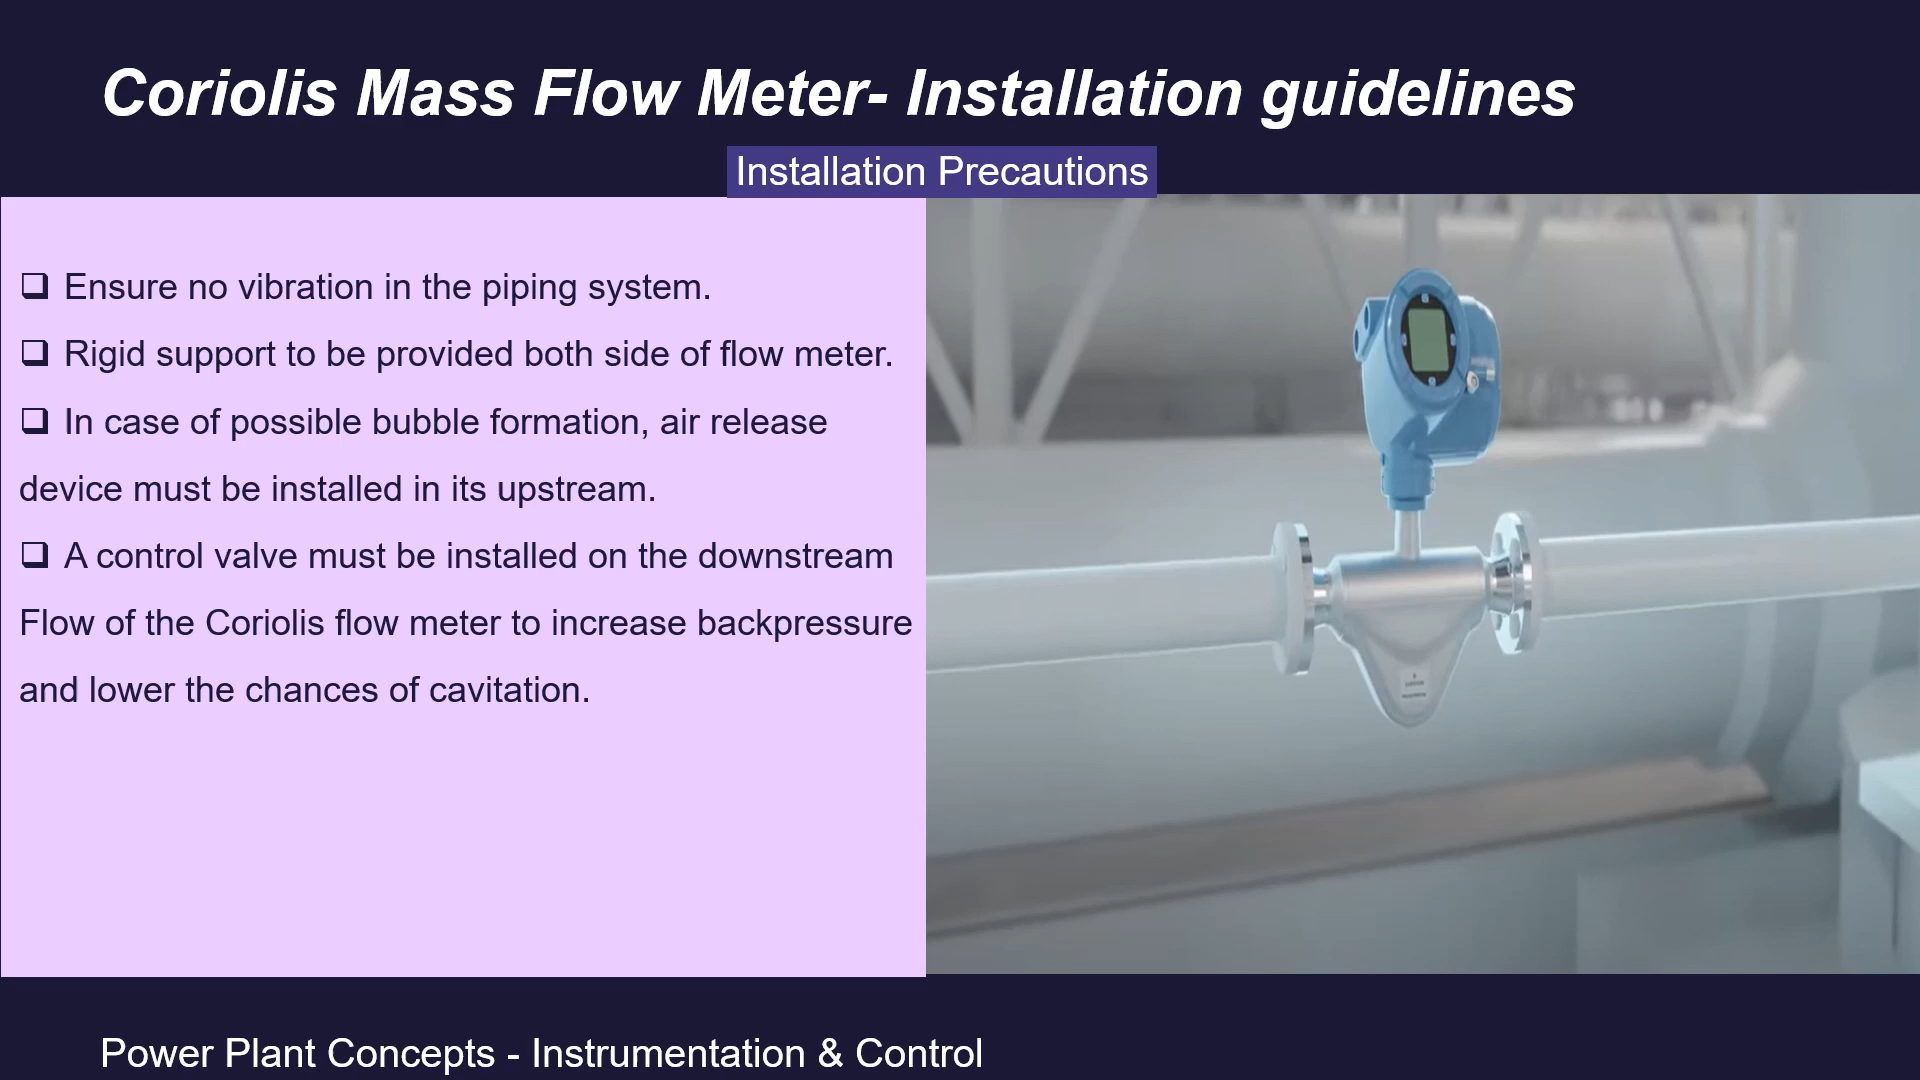 Coriolis Mass Flow Meter- Installation guidelines
Installation Precautions
❑ Ensure no vibration in the piping system.
❑ Rigid support to be provided both side of flow meter.
❑ In case of possible bubble formation, air release
device must be installed in its upstream.
❑ A control valve must be installed on the downstream
Flow of the Coriolis flow meter to increase backpressure
and lower the chances of cavitation.
Power Plant Concepts - Instrumentation & Control